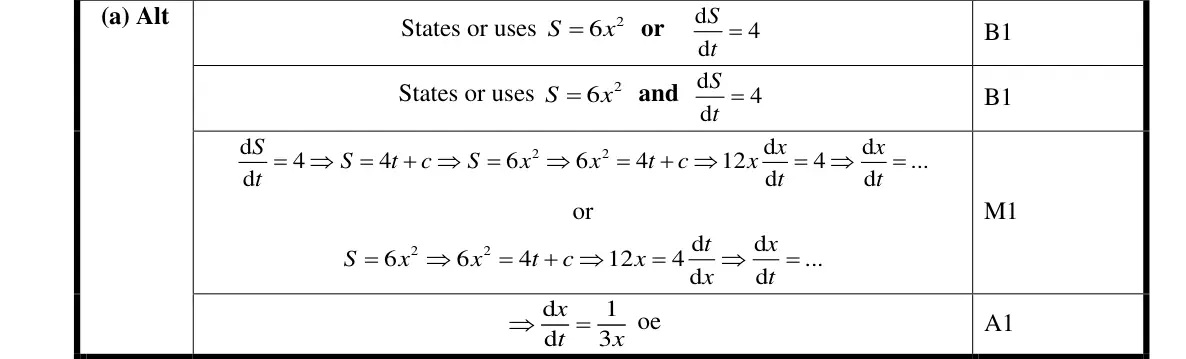 (a) Alt States or uses S = 6x² or dS/dt = 4 B1
States or uses S = 6x² and dS/dt = 4 B1
dS/dt = 4 ⇒ S = 4t + c ⇒ S = 6x² ⇒ 6x² = 4t + c ⇒ 12x dx/dt = 4 ⇒ dx/dt = ...
or M1
S = 6x² ⇒ 6x² = 4t + c ⇒ 12x = 4 dt/dx ⇒ dx/dt = ...
⇒ dx/dt = 1/3x oe A1